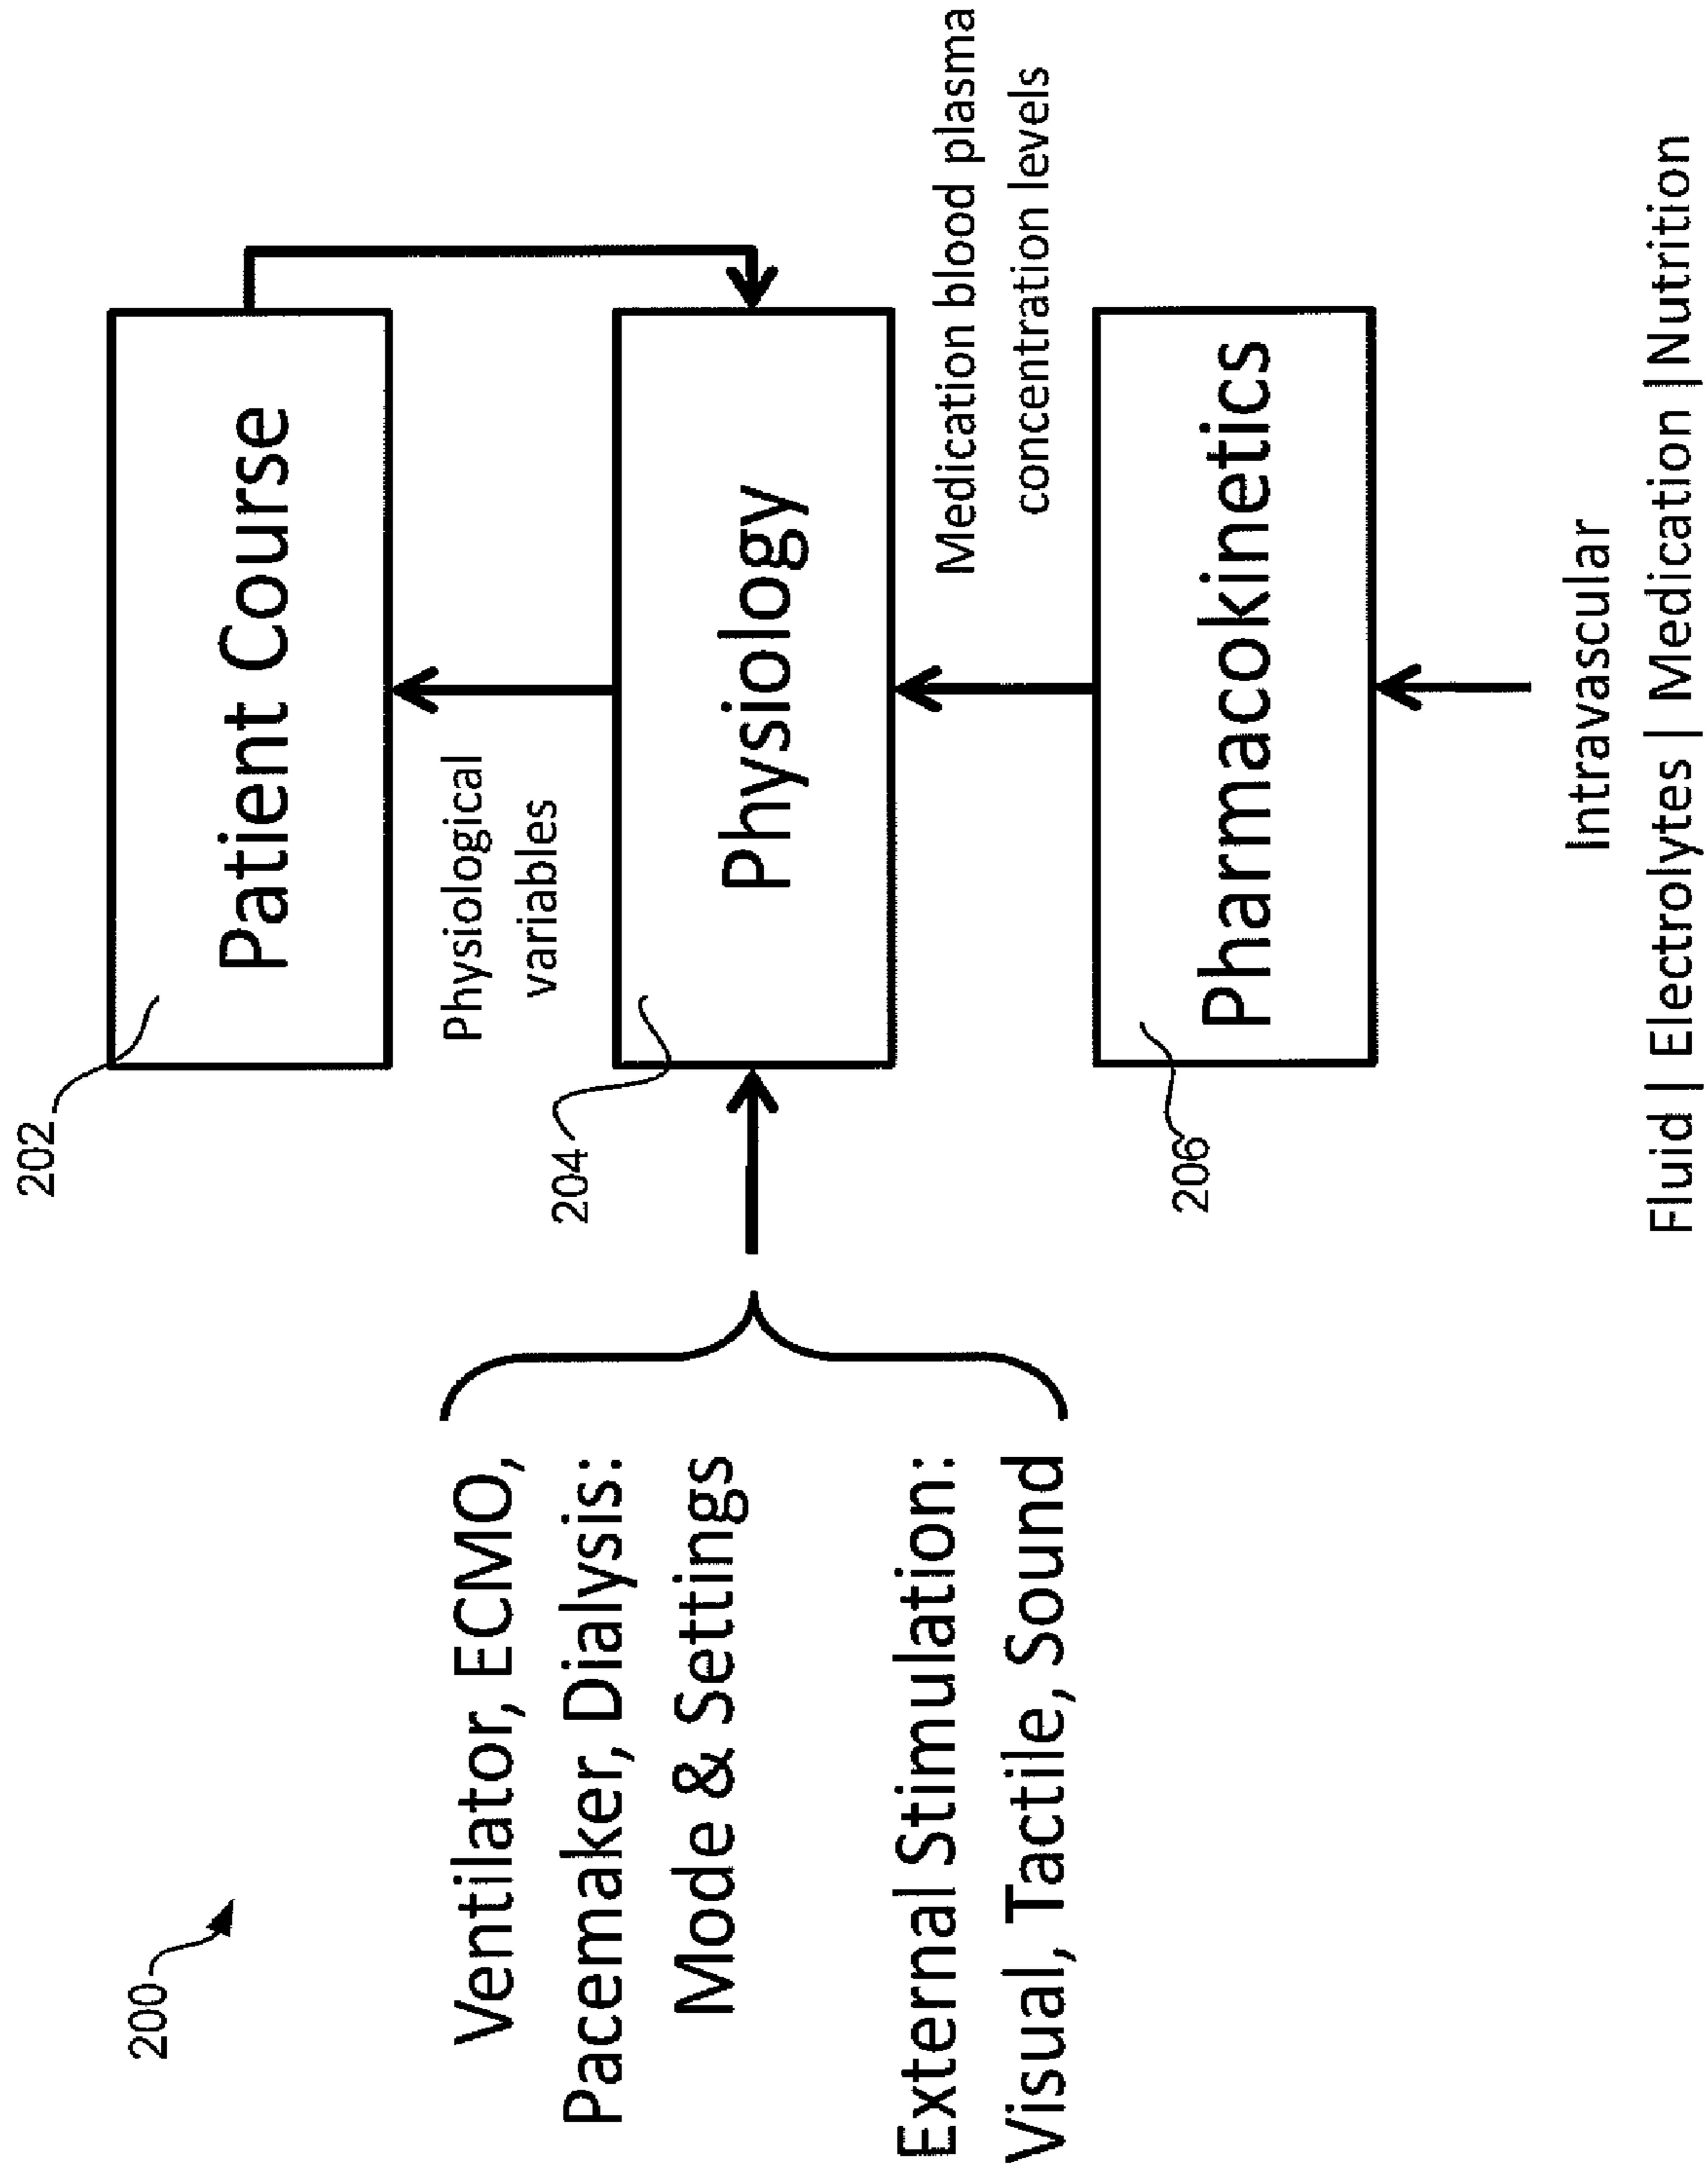 200
202
Patient Course
Physiological
variables
204
Physiology
Ventilator, ECMO,
Pacemaker, Dialysis:
Mode & Settings
External Stimulation:
Visual, Tactile, Sound
Medication blood plasma
concentration levels
206
Pharmacokinetics
Intravascular
Fluid | Electrolytes | Medication |Nutrition